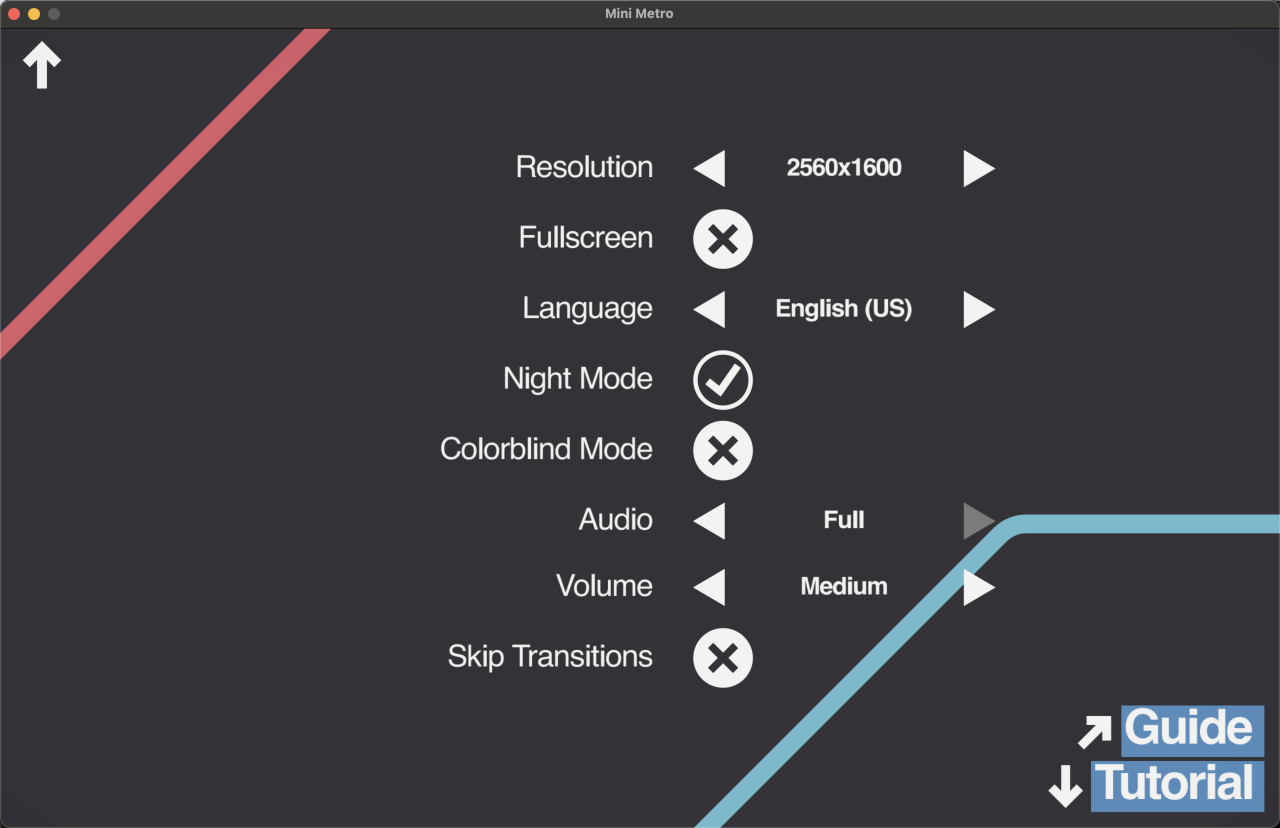 Mini Metro
Resolution 2560x1600
Fullscreen
Language English (US)
Night Mode
Colorblind Mode
Audio Full
Volume Medium
Skip Transitions
Guide
Tutorial